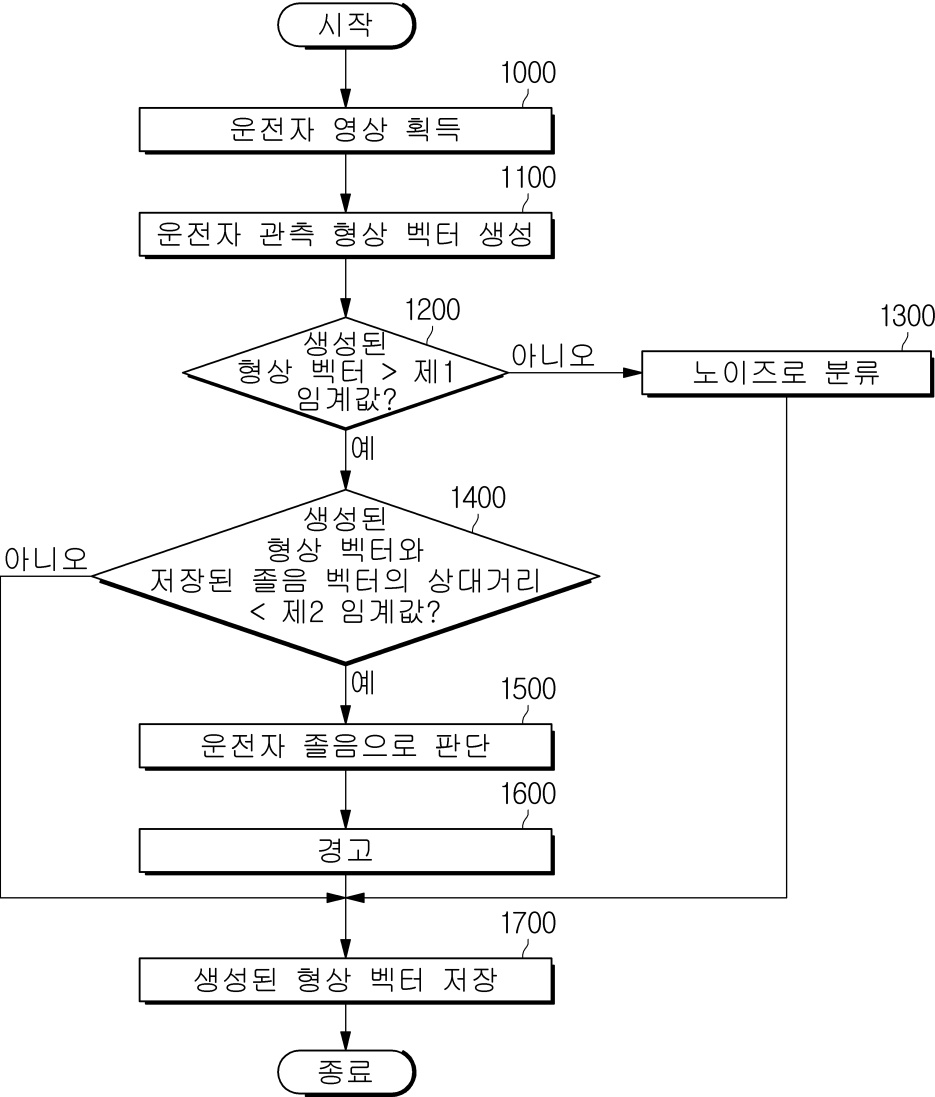 시작
1000
운전자 영상 획득
1100
운전자 관측 형상 벡터 생성
1200
생성된
형상 벡터 > 제1
임계값?
아니오
1300
노이즈로 분류
예
1400
생성된
형상 벡터와
저장된 졸음 벡터의 상대거리
< 제2 임계값?
아니오
예
1500
운전자 졸음으로 판단
1600
경고
1700
생성된 형상 벡터 저장
종료